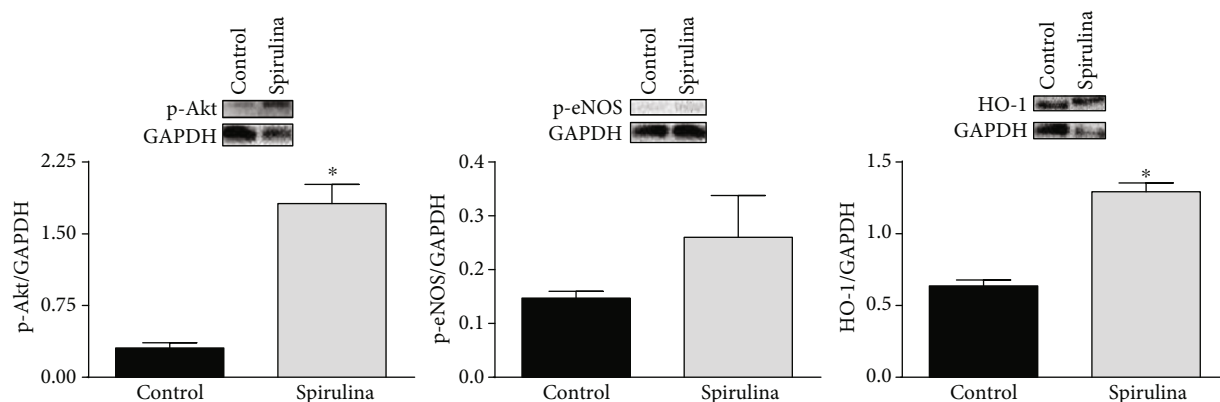 Control
Spirulina
p-Akt
GAPDH
p-Akt/GAPDH
2.25
*
1.50
0.75
0.00
Control
Spirulina
Control
Spirulina
p-eNOS
GAPDH
p-eNOS/GAPDH
0.4
0.3
0.2
0.1
0.0
Control
Spirulina
Control
Spirulina
HO-1
GAPDH
HO-1/GAPDH
1.5
*
1.0
0.5
0.0
Control
Spirulina